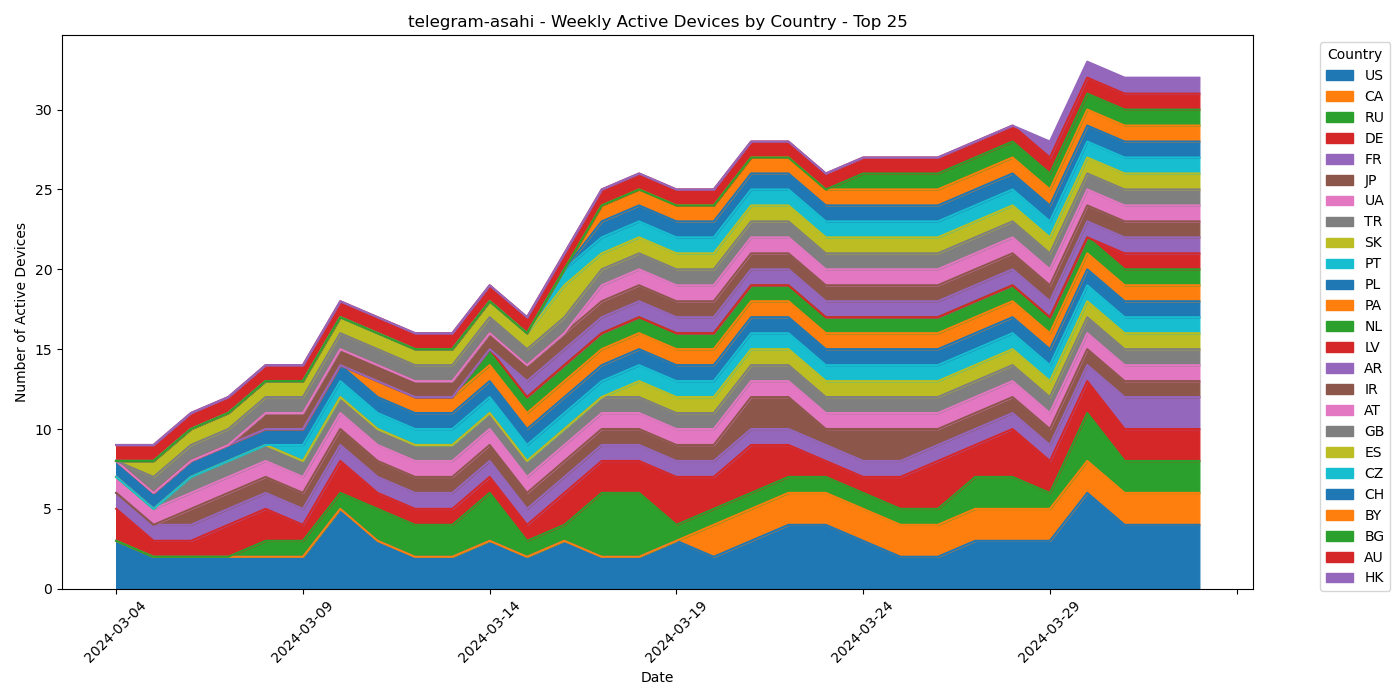 telegram-asahi - Weekly Active Devices by Country - Top 25
Number of Active Devices
30
25
20
15
10
5
0
2024-03-04
2024-03-09
2024-03-14
2024-03-19
2024-03-24
2024-03-29
Date
Country
US
CA
RU
DE
FR
JP
UA
TR
SK
PT
PL
PA
NL
LV
AR
IR
AT
GB
ES
CZ
CH
BY
BG
AU
HK